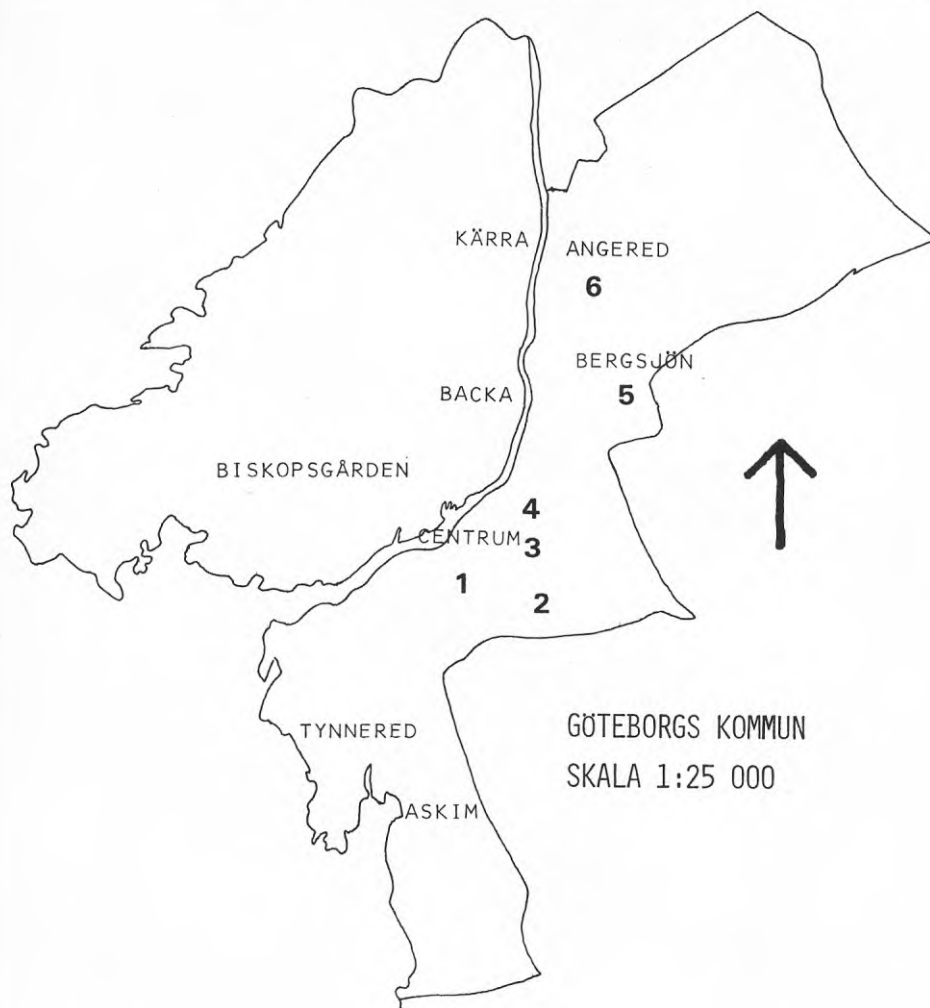 KÄRRA
ANGERED
6
BERGSJÖN
BACKA
5
BISKOPSGÅRDEN
4
CENTRUM
3
1
2
TYNNERED
GÖTEBORGS KOMMUN
SKALA 1:25 000
ASKIM